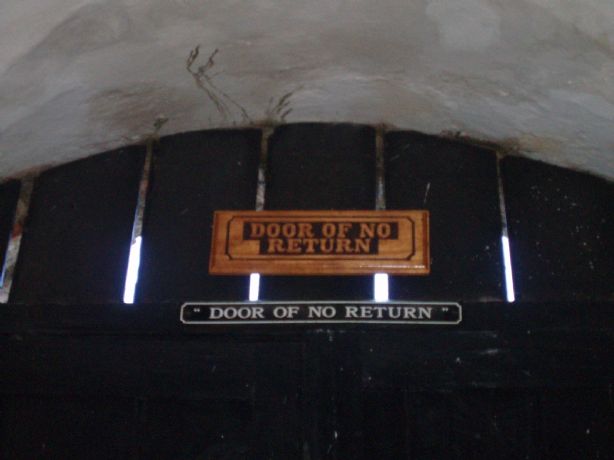 DOOR OF NO
RETURN
" DOOR OF NO RETURN "